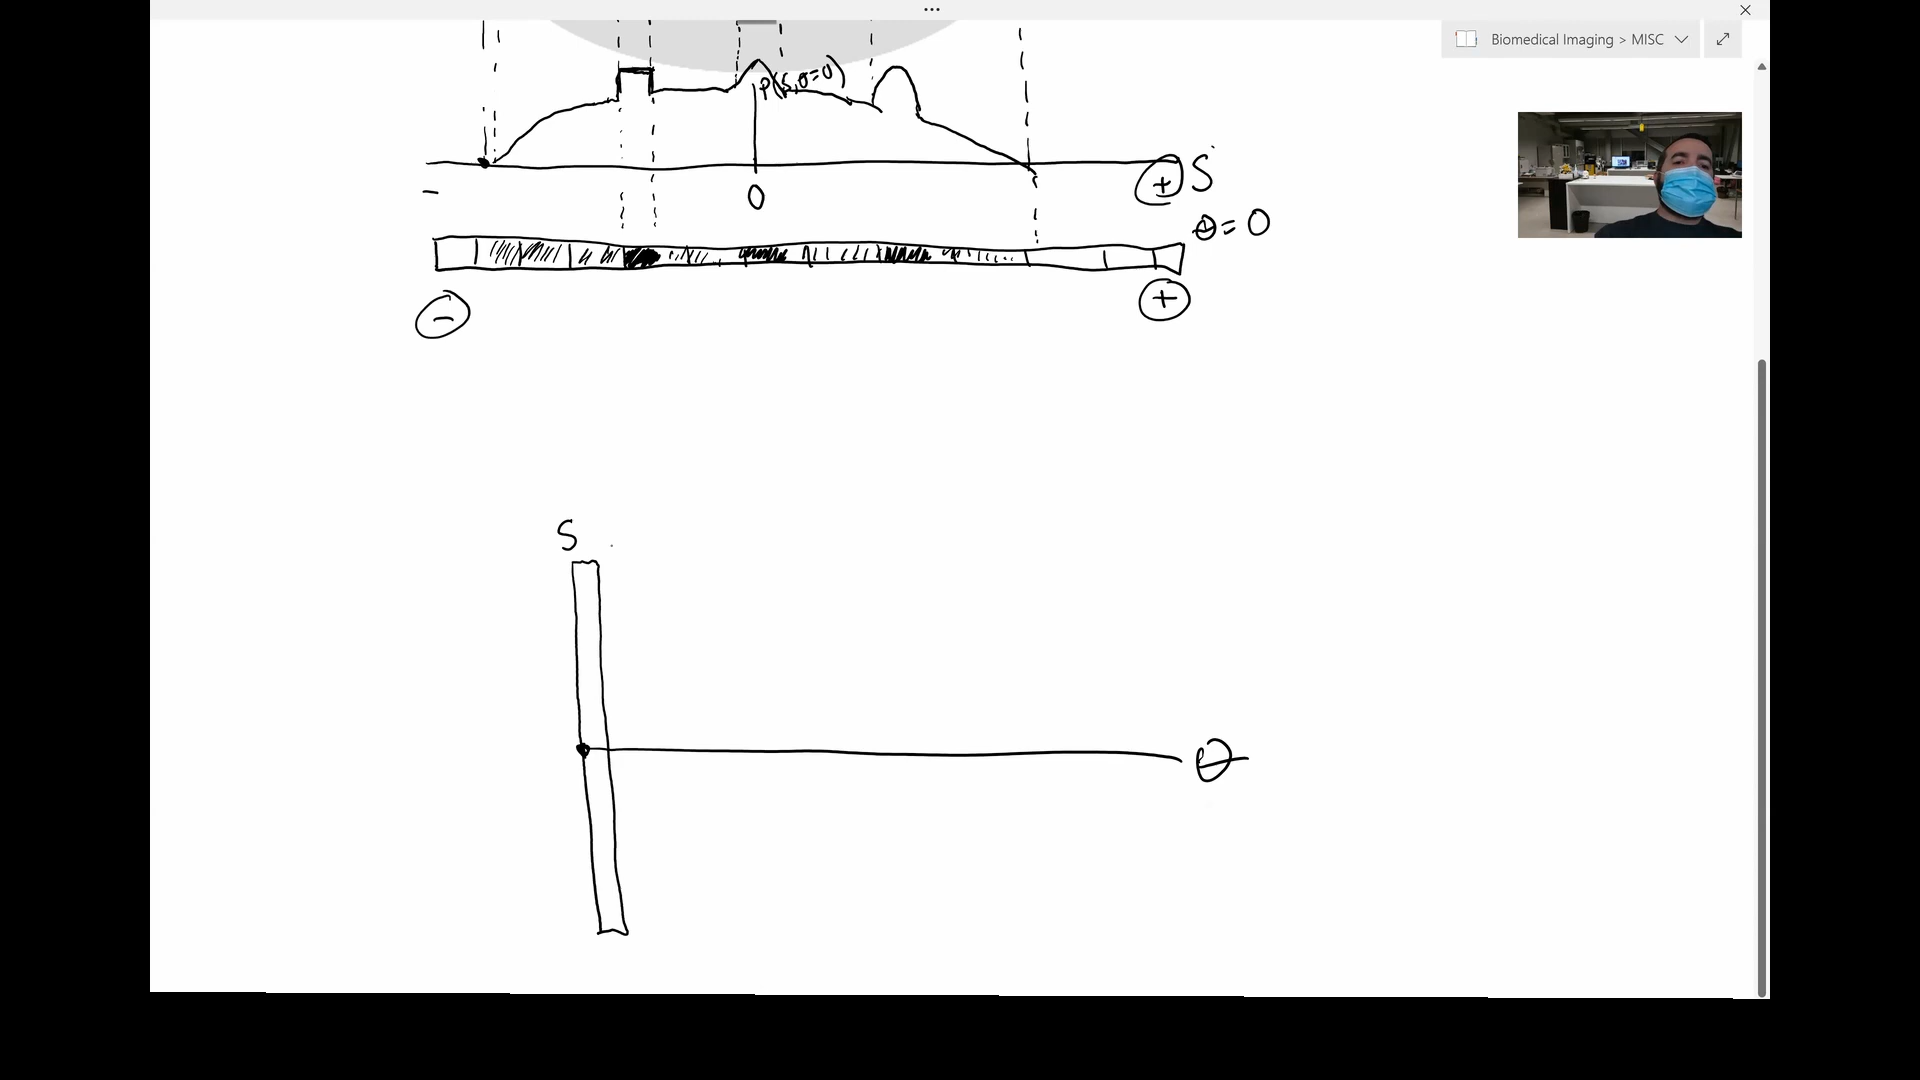 ...
Biomedical Imaging > MISC
P(S,θ=0)
S
-
0
+
θ=0
-
+
S
θ